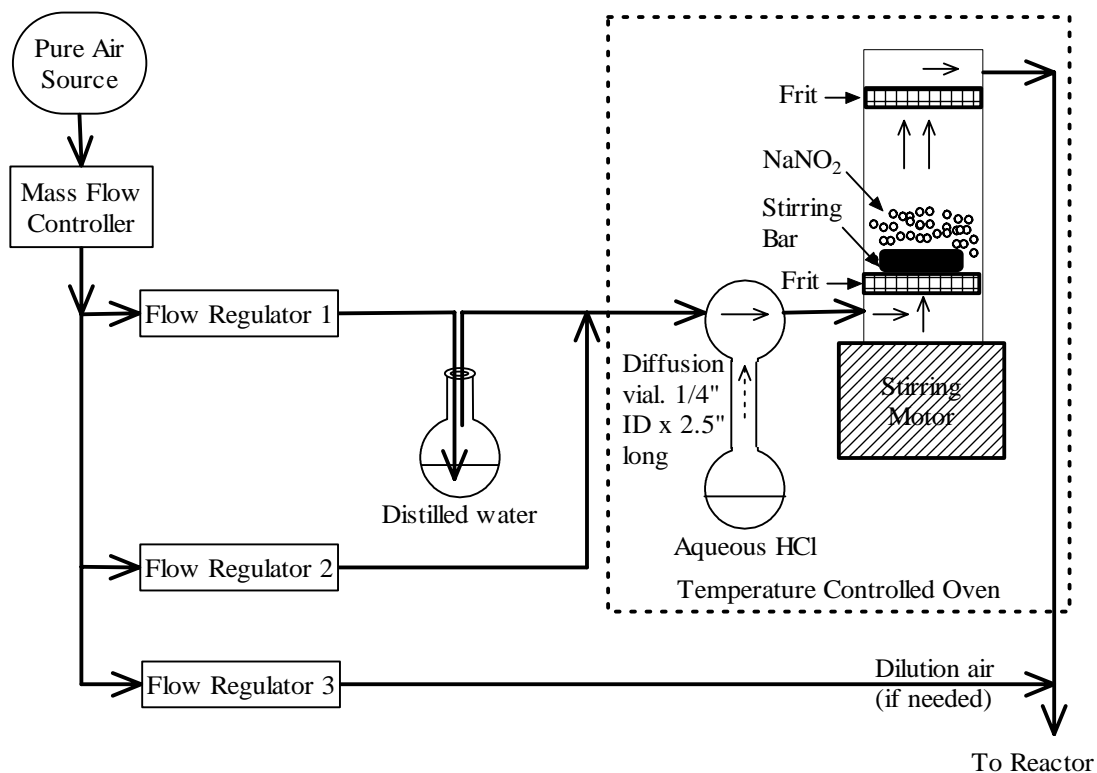 Pure Air
Source
Mass Flow
Controller
Flow Regulator 1
Flow Regulator 2
Flow Regulator 3
Distilled water
Diffusion
vial. 1/4"
ID x 2.5"
long
Aqueous HCl
Frit
NaNO₂
Stirring
Bar
Frit
Stirring
Motor
Temperature Controlled Oven
Dilution air
(if needed)
To Reactor